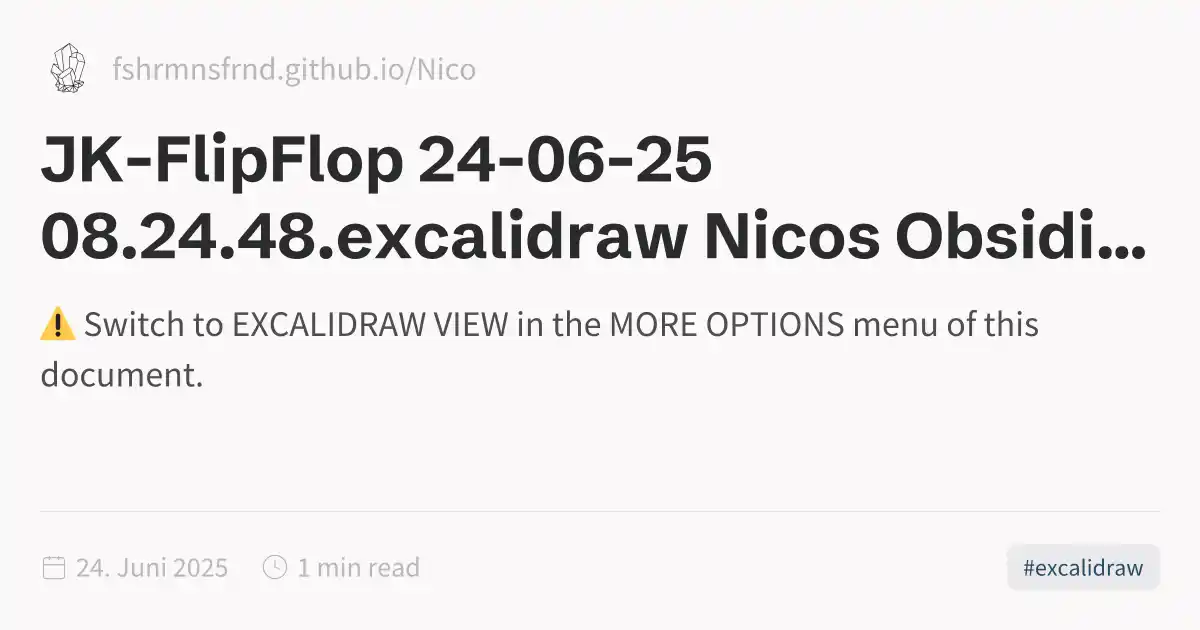 fshrmnsfrnd.github.io/Nico
JK-FlipFlop 24-06-25
08.24.48.excalidraw Nicos Obsidi...
⚠️ Switch to EXCALIDRAW VIEW in the MORE OPTIONS menu of this
document.
24. Juni 2025 1 min read #excalidraw